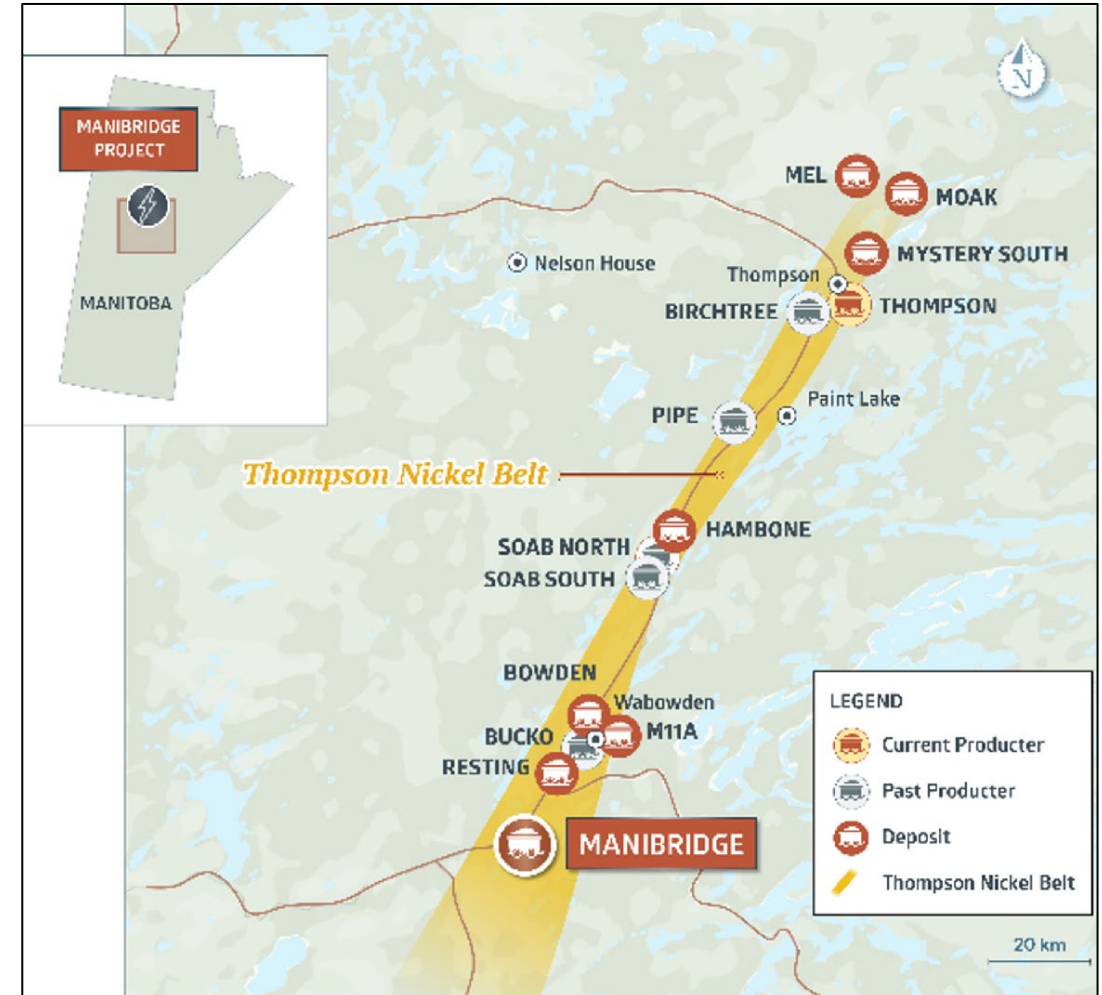 N
MANIBRIDGE
PROJECT
MANITOBA
MEL
MOAK
MYSTERY SOUTH
Nelson House
Thompson
BIRCHTREE
THOMPSON
PIPE
Paint Lake
Thompson Nickel Belt
HAMBONE
SOAB NORTH
SOAB SOUTH
BOWDEN
Wabowden
BUCKO
M11A
RESTING
MANIBRIDGE
LEGEND
Current Producter
Past Producter
Deposit
Thompson Nickel Belt
20 km